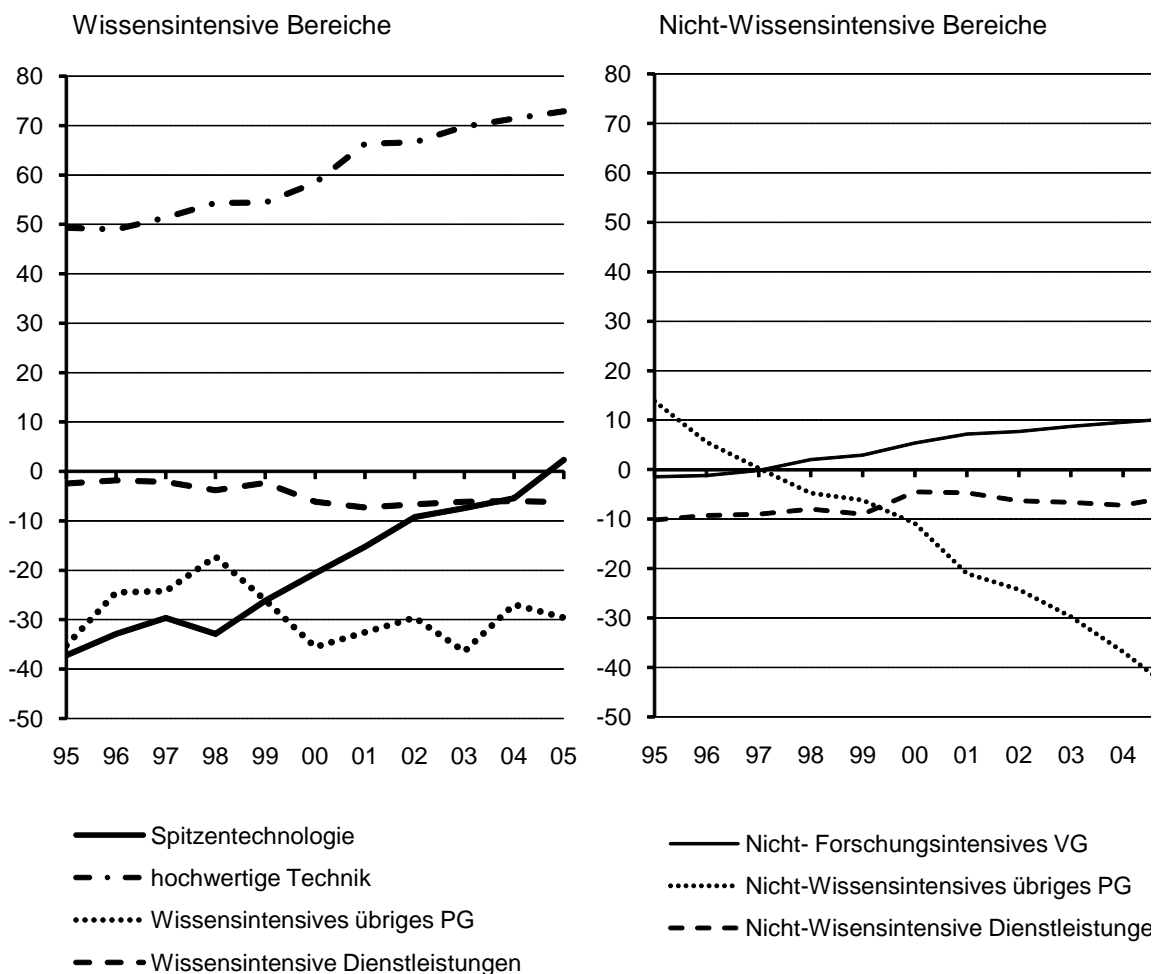 Wissensintensive Bereiche
80
70
60
50
40
30
20
10
0
-10
-20
-30
-40
-50
95 96 97 98 99 00 01 02 03 04 05
Spitzentechnologie
hochwertige Technik
Wissensintensives übriges PG
Wissensintensive Dienstleistungen
Nicht-Wissensintensive Bereiche
80
70
60
50
40
30
20
10
0
-10
-20
-30
-40
-50
95 96 97 98 99 00 01 02 03 04
Nicht- Forschungsintensives VG
Nicht-Wissensintensives übriges PG
Nicht-Wisensintensive Dienstleistunge